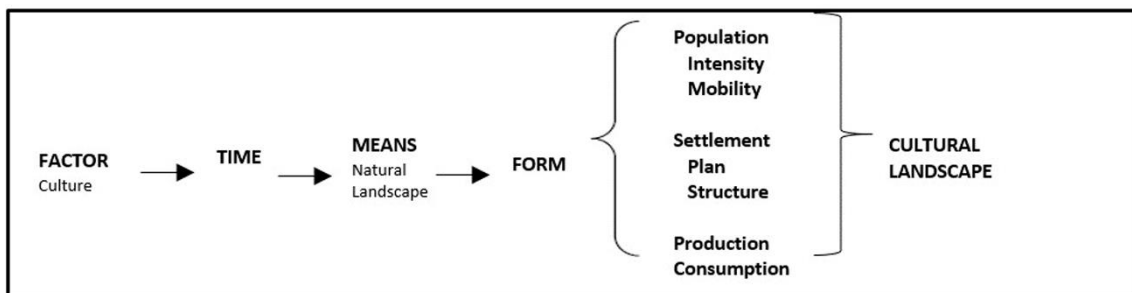 FACTOR
Culture
TIME
MEANS
Natural
Landscape
FORM
Population
Intensity
Mobility
Settlement
Plan
Structure
Production
Consumption
CULTURAL
LANDSCAPE